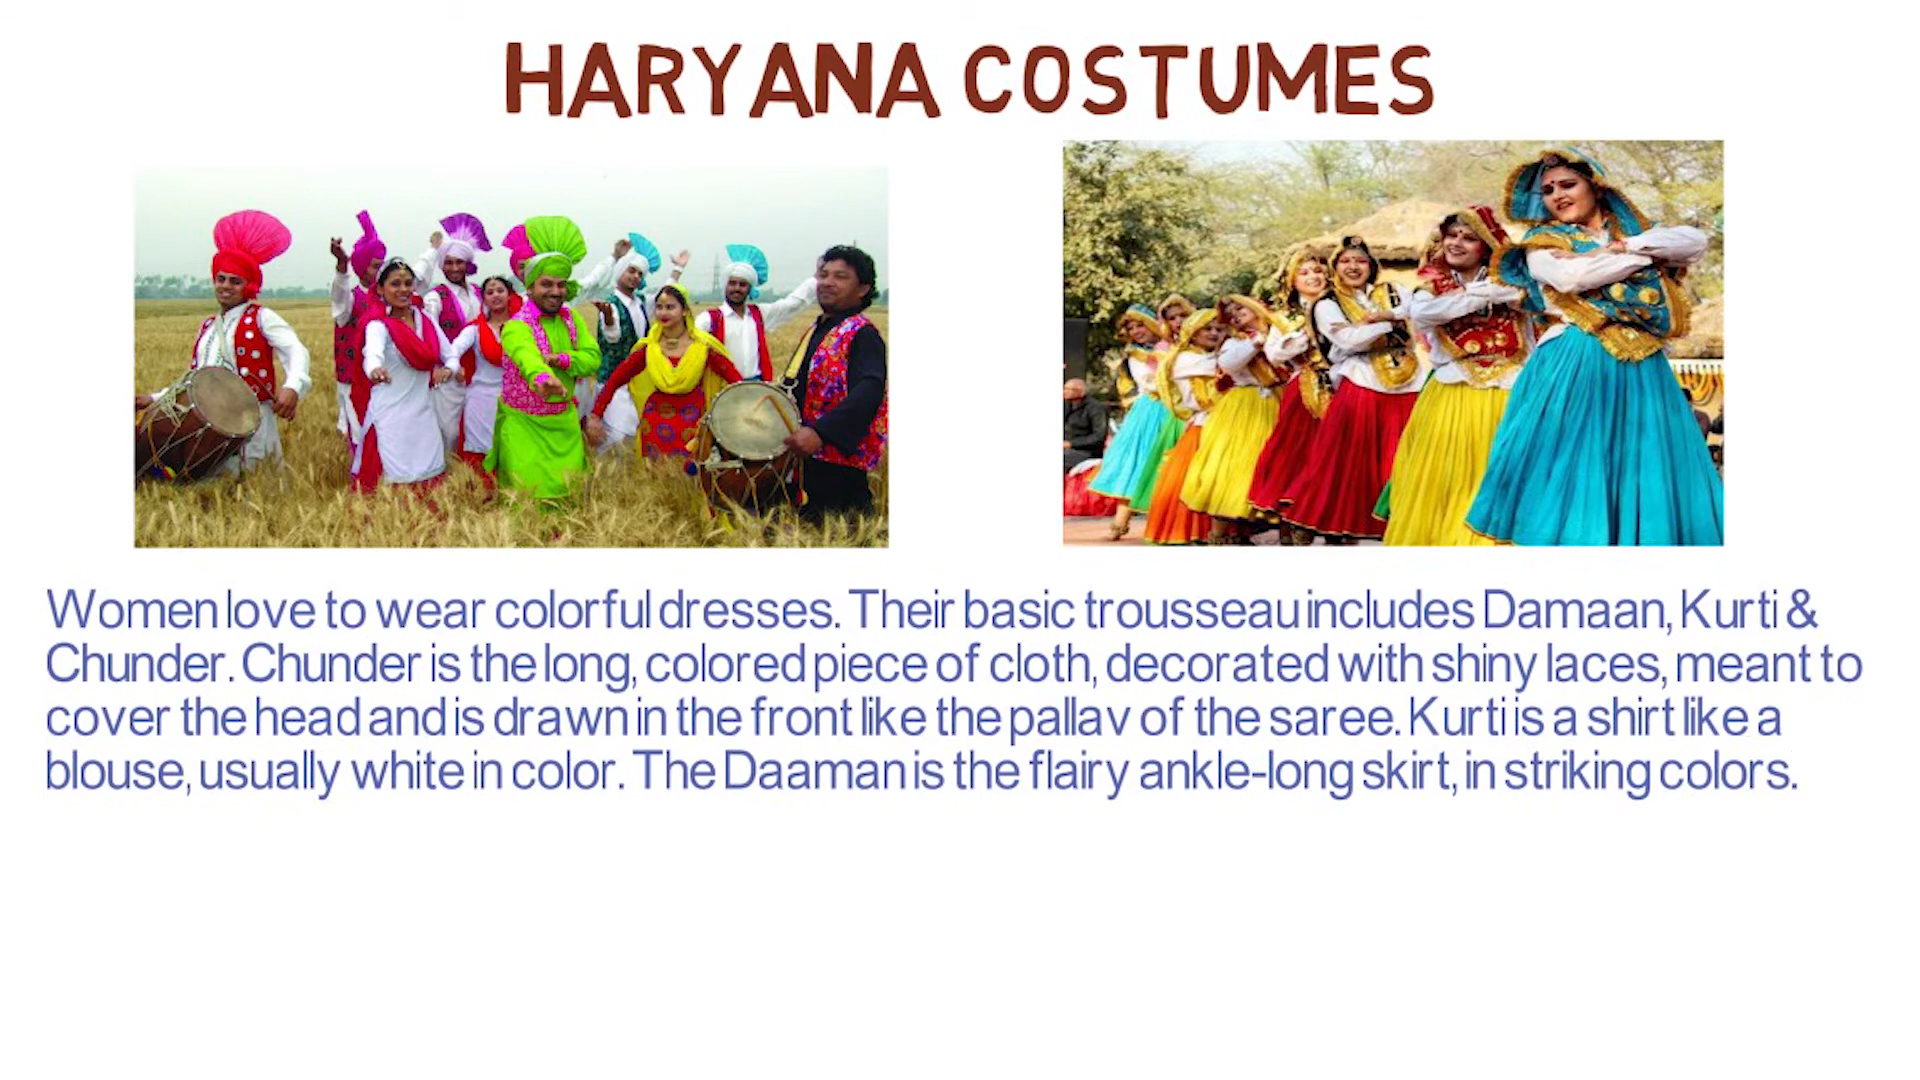 HARYANA COSTUMES
Women love to wear colorful dresses. Their basic trousseau includes Damaan, Kurti &
Chunder. Chunder is the long, colored piece of cloth, decorated with shiny laces, meant to
cover the head and is drawn in the front like the pallav of the saree. Kurti is a shirt like a
blouse, usually white in color. The Daaman is the flairy ankle-long skirt, in striking colors.